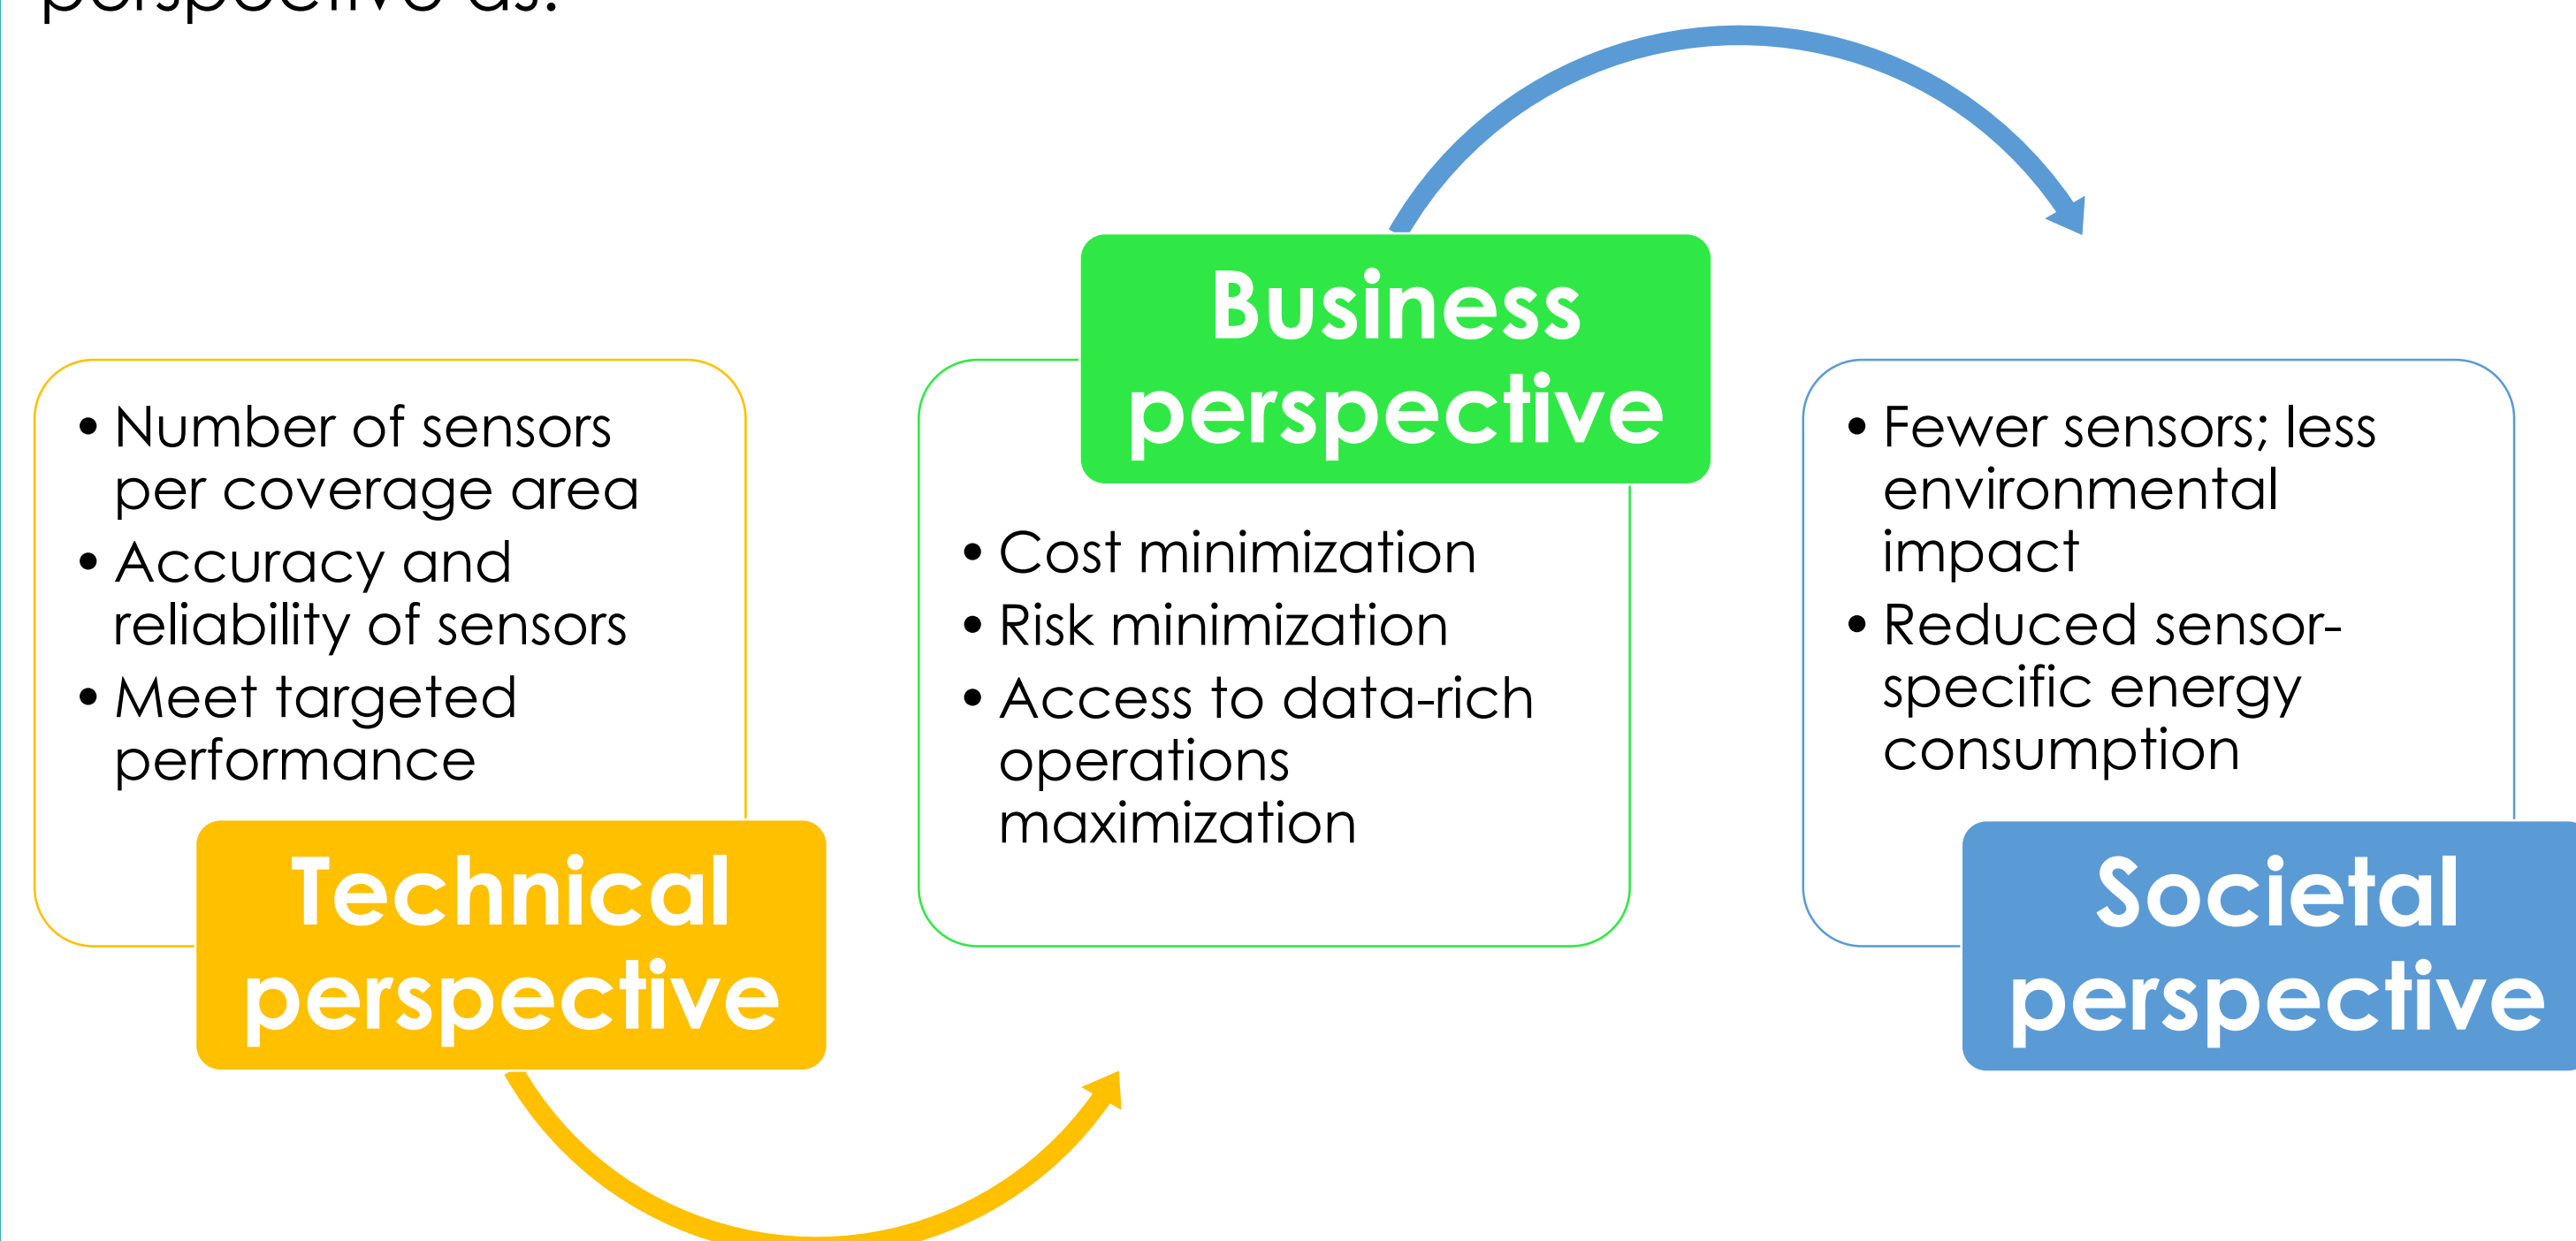 perspective as:
• Number of sensors
per coverage area
• Accuracy and
reliability of sensors
• Meet targeted
performance
Technical
perspective
Business
perspective
• Cost minimization
• Risk minimization
• Access to data-rich
operations
maximization
• Fewer sensors; less
environmental
impact
• Reduced sensor-
specific energy
consumption
Societal
perspective